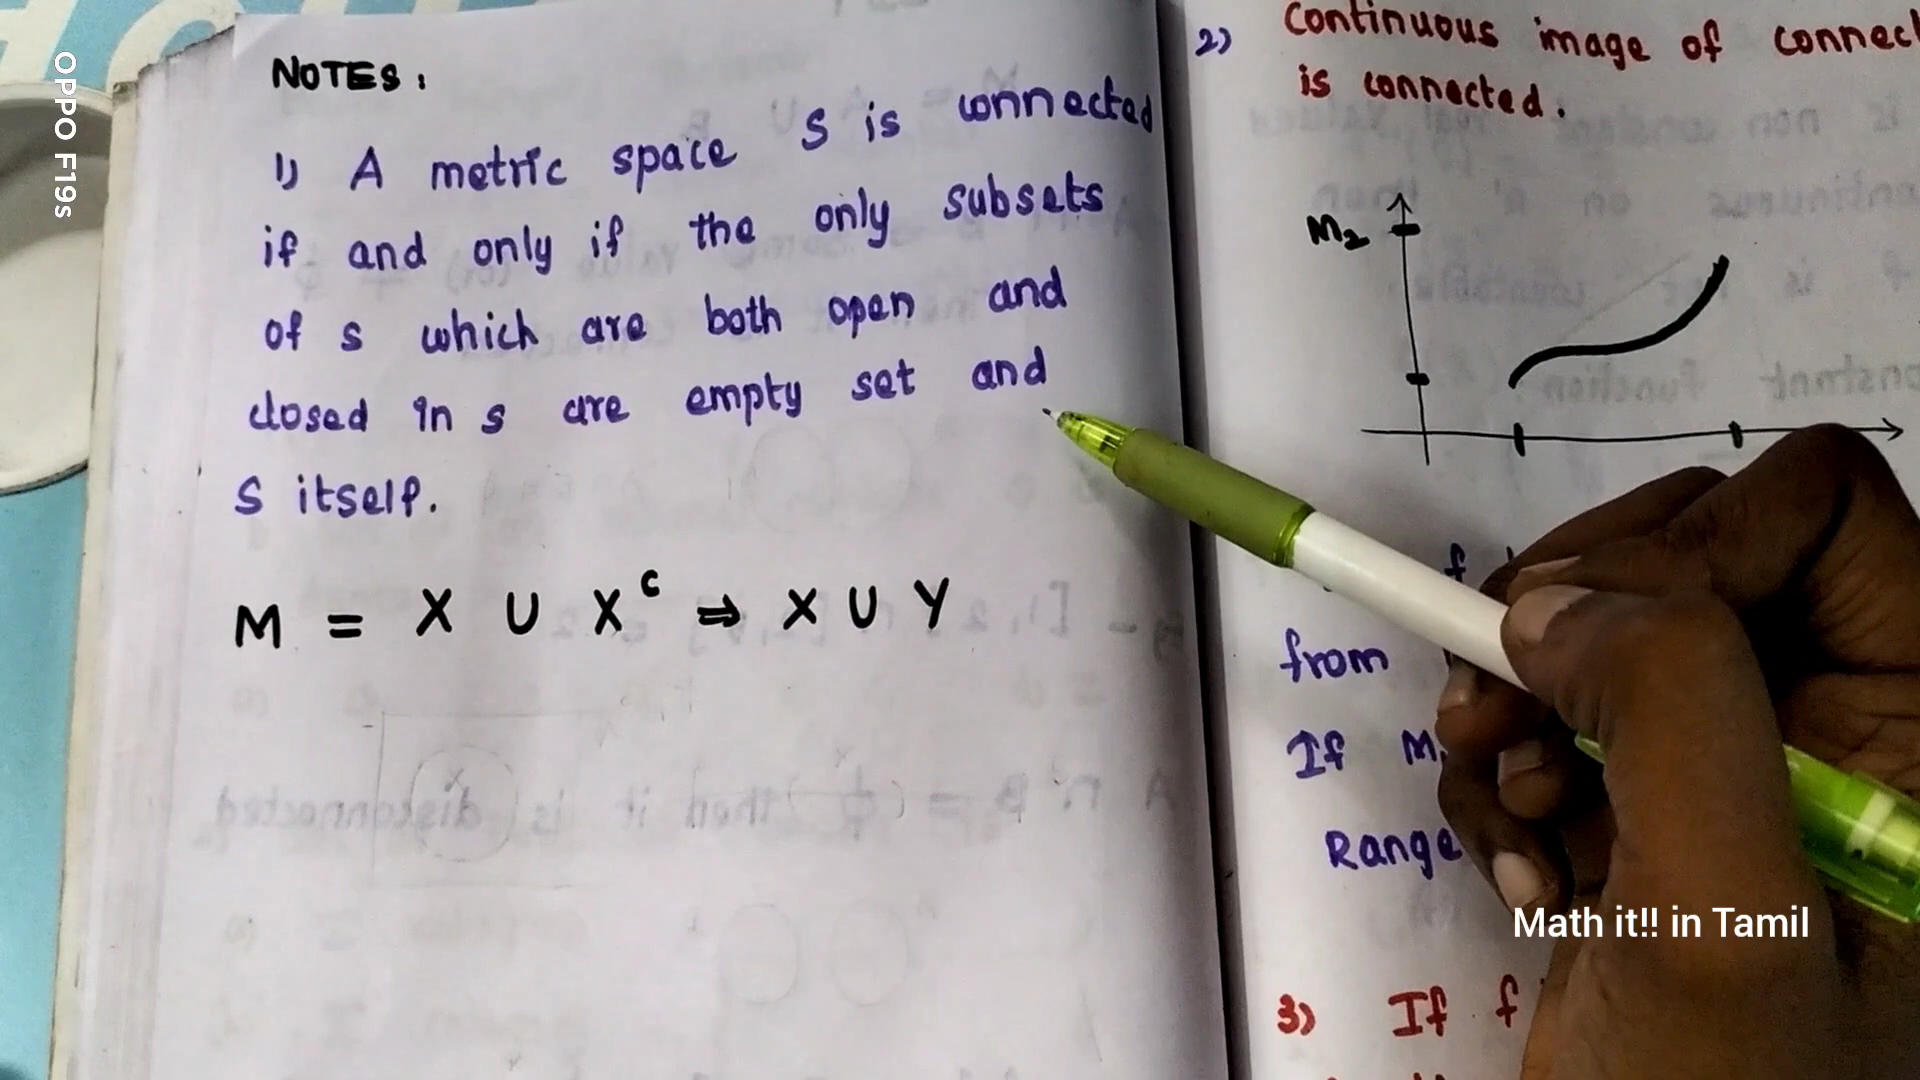 OPPO F19s
NOTES:
1) A metric space S is connected
if and only if the only subsets
of s which are both open and
closed in s are empty set and
S itself.
M = X U Xᶜ ⇒ X U Y
2) Continuous image of
is connected.
M₂
from
If
Range
3) If f
Math it!! in Tamil